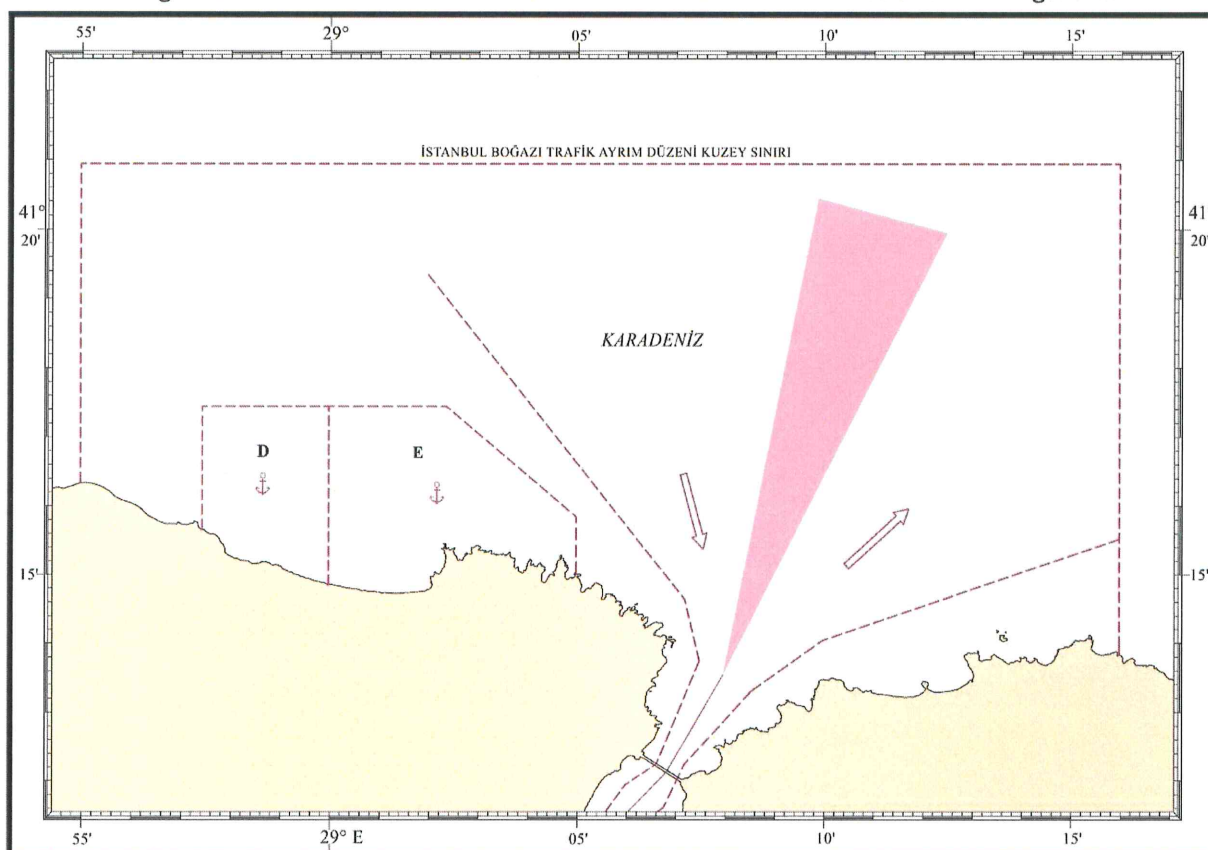 55' 29° 05' 10' 15'
İSTANBUL BOĞAZI TRAFİK AYRIM DÜZENİ KUZEY SINIRI
41° 41
20' 20'
KARADENİZ
D E
15' 15'
55' 29° E 05' 10' 15'